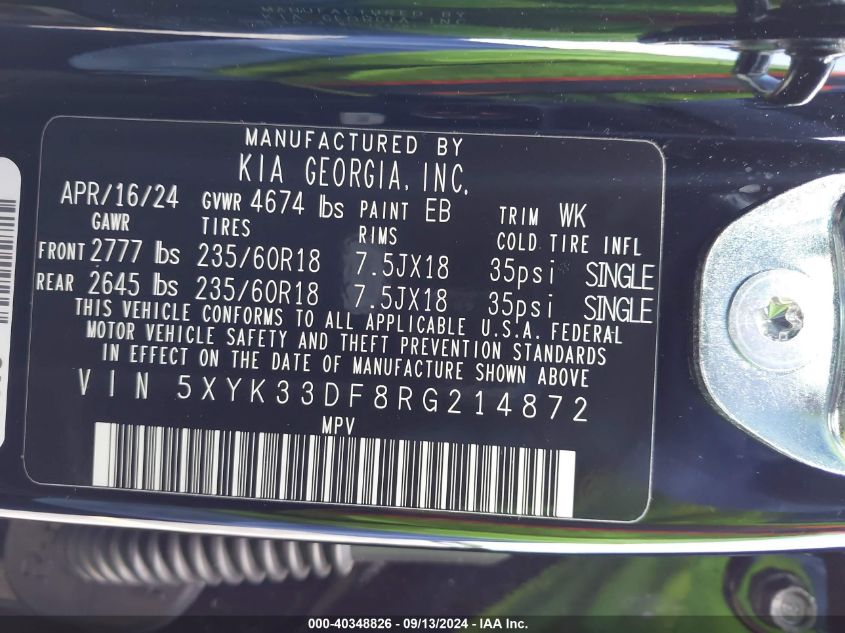 MANUFACTURED BY
KIA GEORGIA, INC.
APR/16/24 GVWR 4674 lbs PAINT EB TRIM WK
GAWR TIRES RIMS COLD TIRE INFL
FRONT 2777 lbs 235/60R18 7.5JX18 35psi SINGLE
REAR 2645 lbs 235/60R18 7.5JX18 35psi SINGLE
THIS VEHICLE CONFORMS TO ALL APPLICABLE U.S.A. FEDERAL
MOTOR VEHICLE SAFETY AND THEFT PREVENTION STANDARDS
IN EFFECT ON THE DATE OF MANUFACTURE SHOWN ABOVE
VIN 5XYK33DF8RG214872
MPV
000-40348826 - 09/13/2024 - IAA Inc.